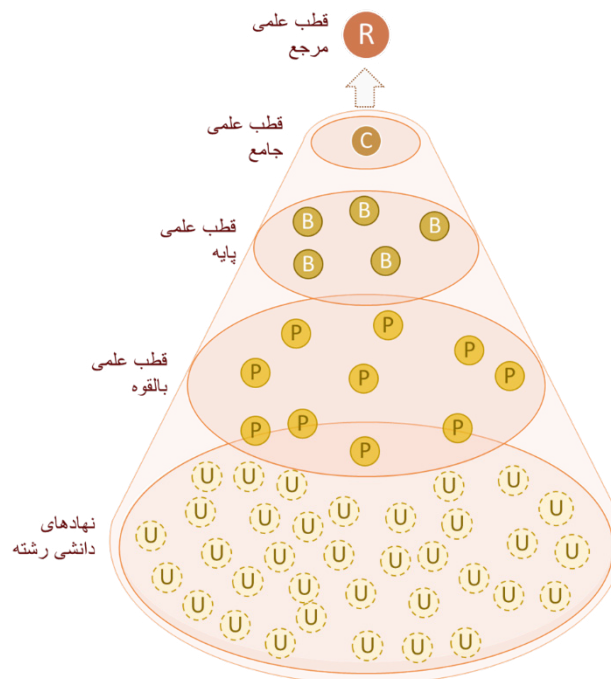 قطب علمی
مرجع
R
قطب علمی
جامع
C
قطب علمی
پایه
B B B
B B
قطب علمی
بالقوه
P P
P P P P
P P P
P
نهادهای
دانشی رشته
U U U U U
U U U U U U U
U U U U U U U U
U U U U U U U U
U U U
U U U U